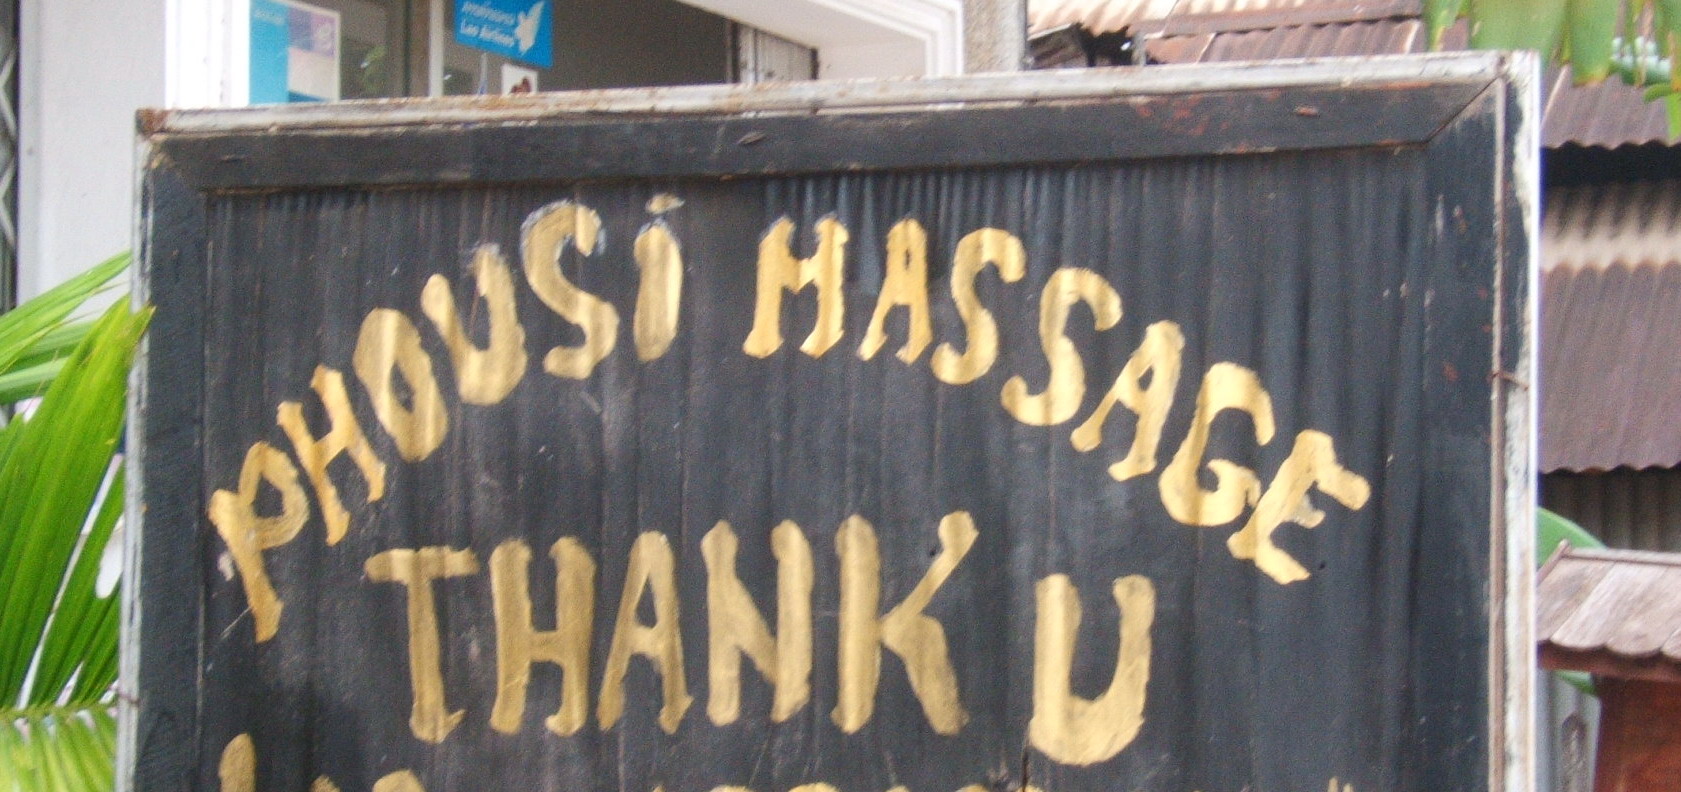 Lao Airlines
PHOUSi MASSAGE
THANK U